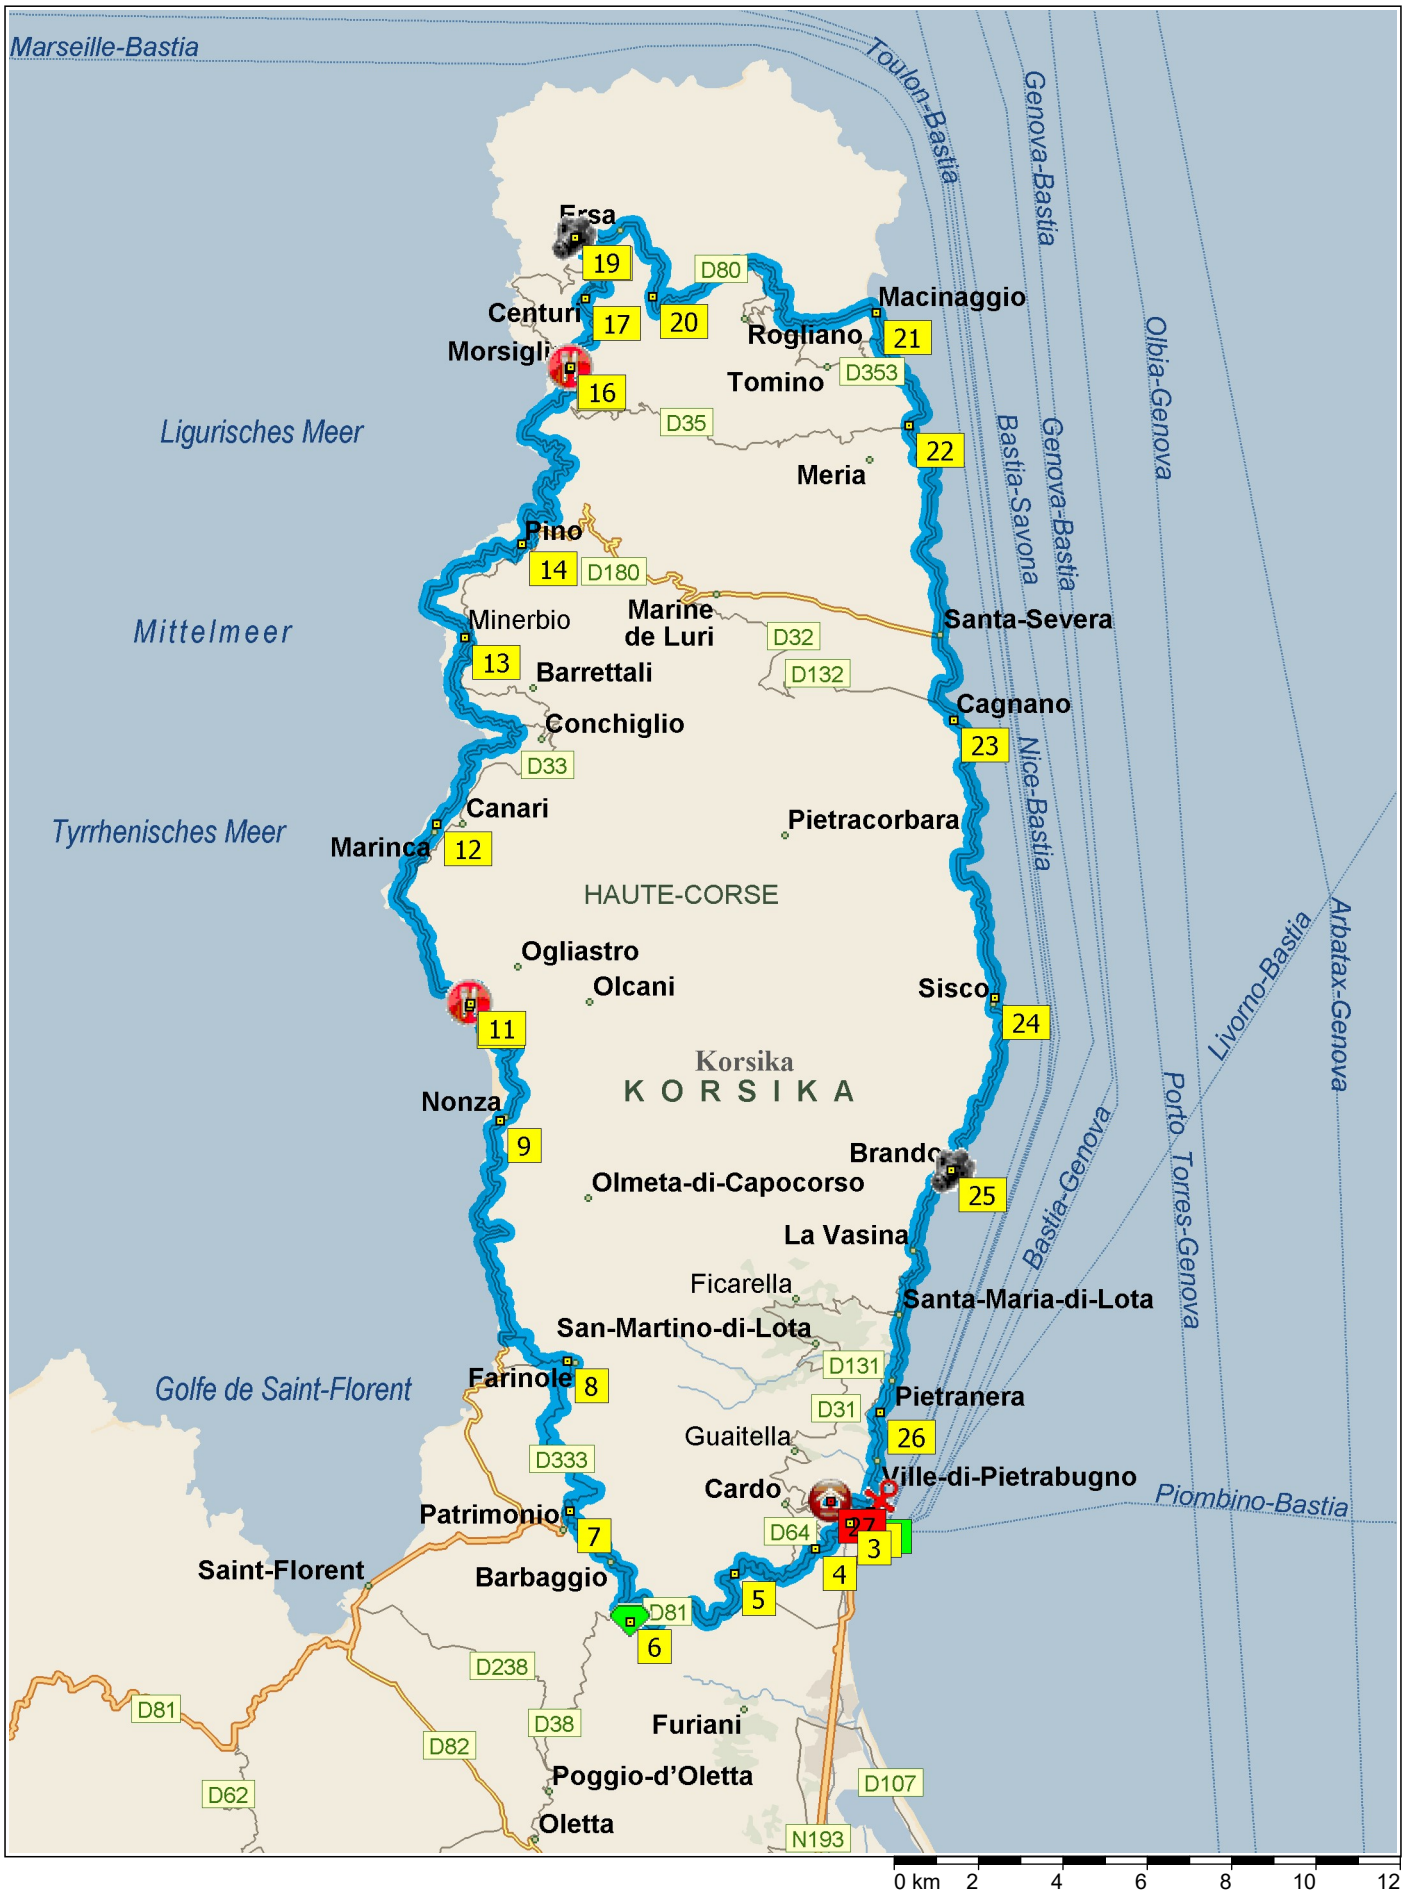 Marseille-Bastia
Toulon-Bastia
Genova-Bastia
Ersa
19
D80
Centuri
17
20
Macinaggio
Rogliano
21
Morsigli
Tomino
D353
16
Olbia-Genova
Ligurisches Meer
D35
22
Bastia-Savona
Genova-Bastia
Meria
Pino
14
D180
Marine
de Luri
Santa-Severa
Mittelmeer
Minerbio
D32
13
Barrettali
D132
Cagnano
Conchiglio
23
Nice-Bastia
D33
Canari
Tyrrhenisches Meer
Marinca
12
Pietracorbara
HAUTE-CORSE
Ogliastro
Olcani
Sisco
24
Livorno-Bastia
Arbatax-Genova
11
Korsika
KORSIKA
Nonza
9
Porto Torres-Genova
Bastia-Genova
Brando
25
Olmeta-di-Capocorso
La Vasina
Ficarella
Santa-Maria-di-Lota
San-Martino-di-Lota
D131
Farinole
8
Golfe de Saint-Florent
Pietranera
D31
26
Guaitella
D333
Ville-di-Pietrabugno
Cardo
Piombino-Bastia
Patrimonio
7
D64
27
3
4
Saint-Florent
Barbaggio
5
D81
6
D238
D81
D38
Furiani
D82
Poggio-d'Oletta
D107
D62
Oletta
N193
0 km 2 4 6 8 10 12